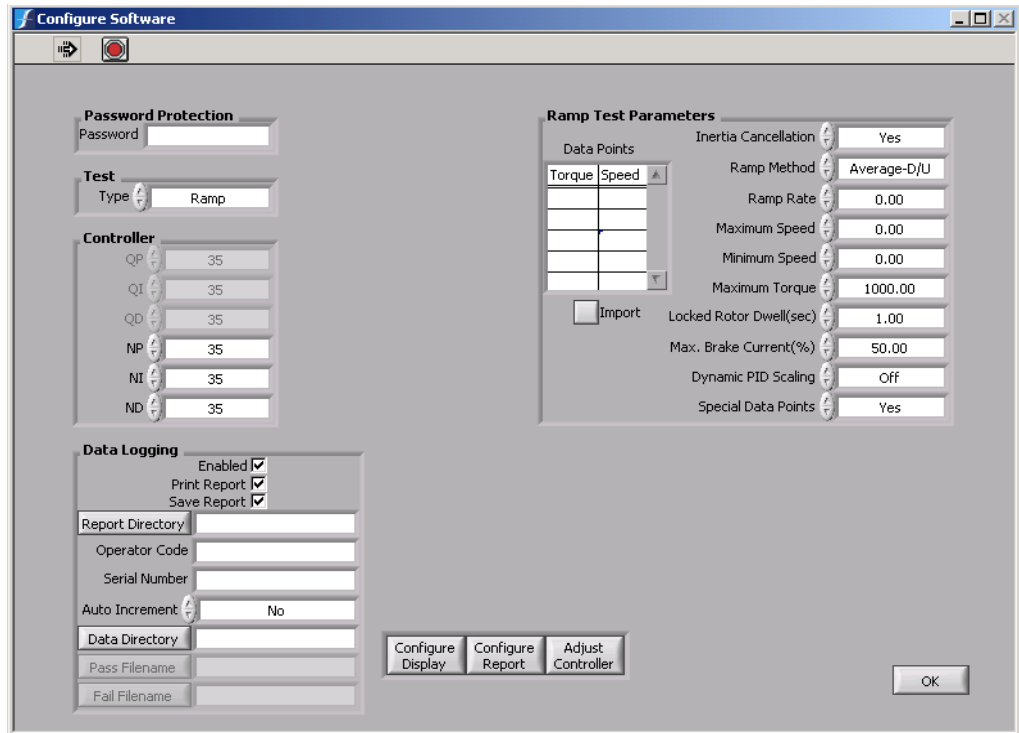 Configure Software
Password Protection
Password
Test
Type Ramp
Controller
QP 35
QI 35
QD 35
NP 35
NI 35
ND 35
Data Logging
Enabled
Print Report
Save Report
Report Directory
Operator Code
Serial Number
Auto Increment No
Data Directory
Pass Filename
Fail Filename
Configure Display
Configure Report
Adjust Controller
Ramp Test Parameters
Data Points
Torque Speed
Import
Inertia Cancellation Yes
Ramp Method Average-D/U
Ramp Rate 0.00
Maximum Speed 0.00
Minimum Speed 0.00
Maximum Torque 1000.00
Locked Rotor Dwell(sec) 1.00
Max. Brake Current(%) 50.00
Dynamic PID Scaling Off
Special Data Points Yes
OK